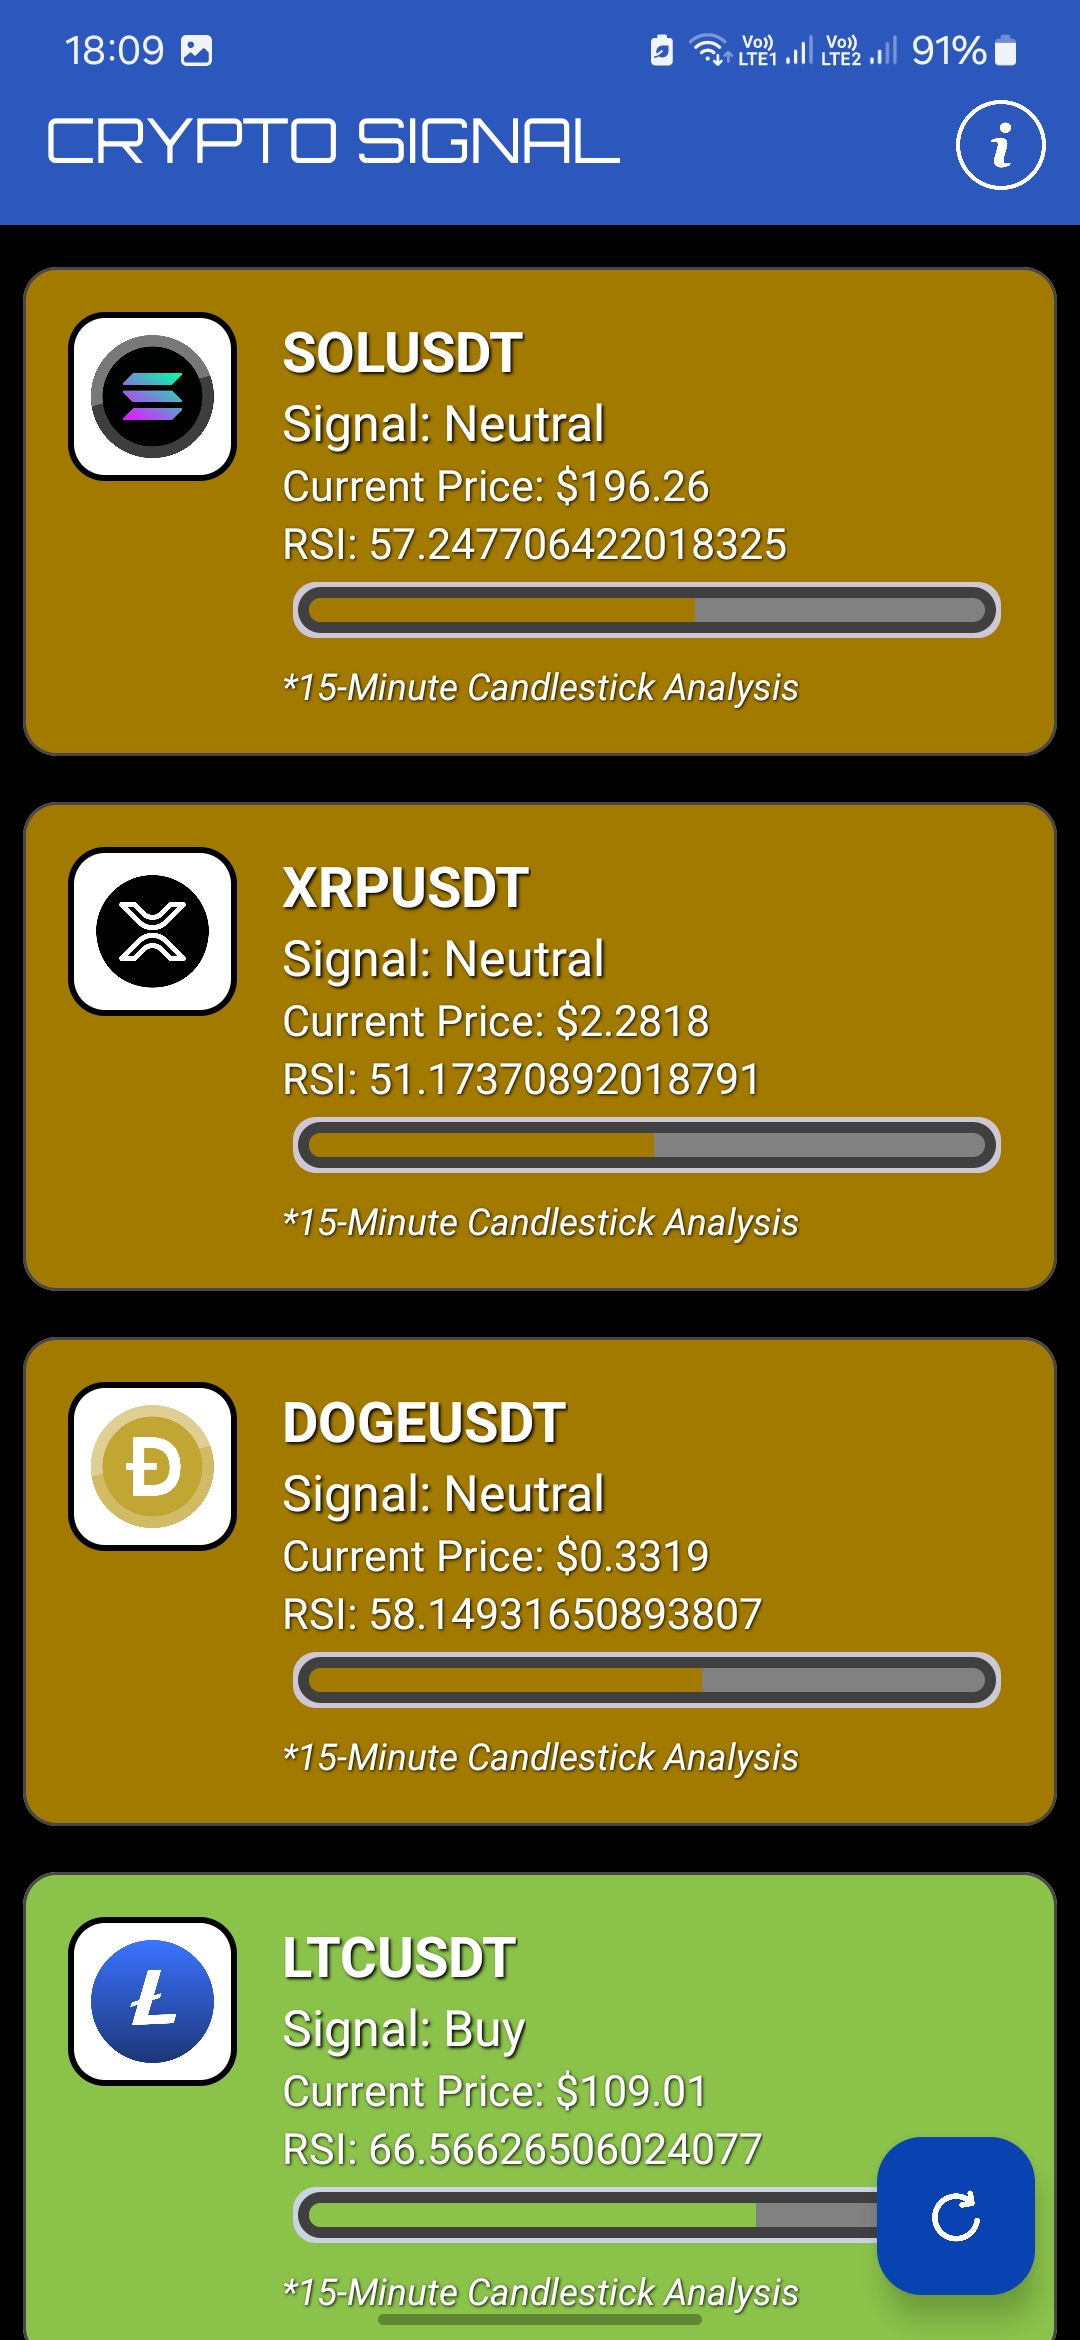 18:09
Vo)) LTE1 Vo)) LTE2 91%
CRYPTO SIGNAL
i
SOLUSDT
Signal: Neutral
Current Price: $196.26
RSI: 57.247706422018325
*15-Minute Candlestick Analysis
XRPUSDT
Signal: Neutral
Current Price: $2.2818
RSI: 51.17370892018791
*15-Minute Candlestick Analysis
DOGEUSDT
Signal: Neutral
Current Price: $0.3319
RSI: 58.14931650893807
*15-Minute Candlestick Analysis
LTCUSDT
Signal: Buy
Current Price: $109.01
RSI: 66.56626506024077
*15-Minute Candlestick Analysis